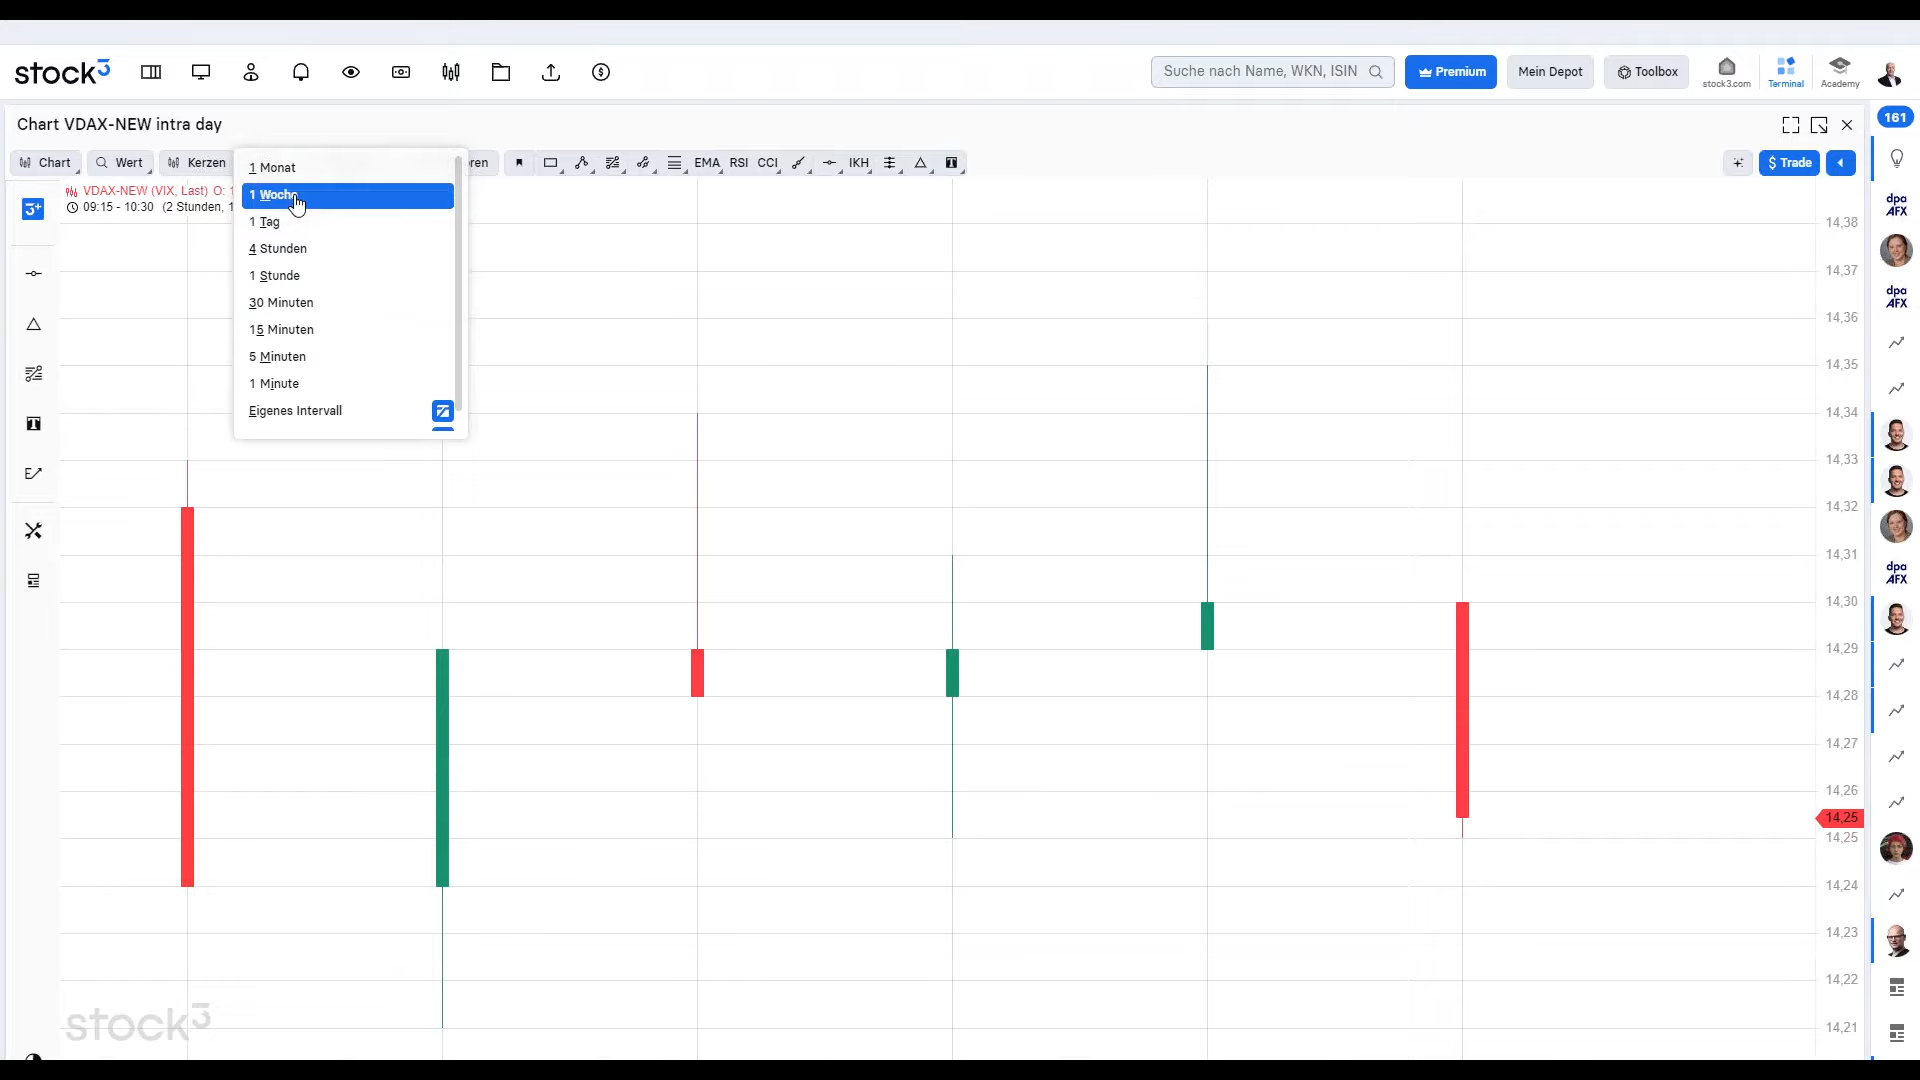 stock3
Suche nach Name, WKN, ISIN
Premium
Mein Depot
Toolbox
stock3.com
Terminal
Academy
Chart VDAX-NEW intra day
161
Chart
Wert
Kerzen
EMA
RSI
CCI
IKH
$ Trade
VDAX-NEW (VIX, Last) O: 1
09:15 - 10:30 (2 Stunden, 1
3+
1 Monat
1 Woche
1 Tag
4 Stunden
1 Stunde
30 Minuten
15 Minuten
5 Minuten
1 Minute
Eigenes Intervall
14,38
14,37
14,36
14,35
14,34
14,33
14,32
14,31
14,30
14,29
14,28
14,27
14,26
14,25
14,25
14,24
14,23
14,22
14,21
dpa
AFX
dpa
AFX
dpa
AFX
stock3